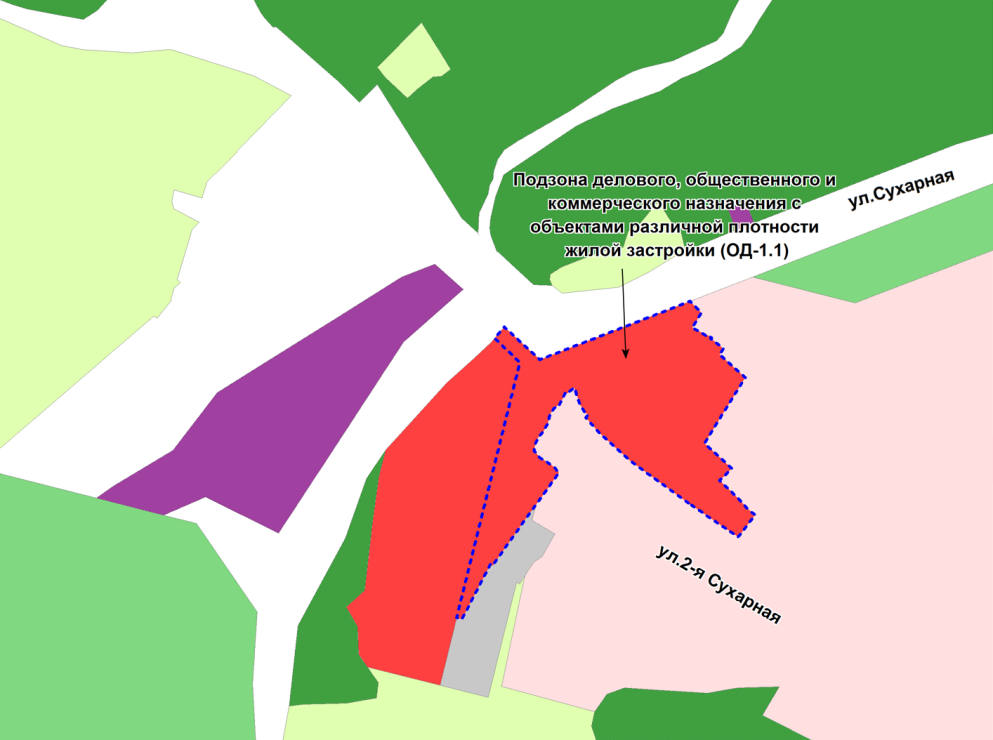 Подзона делового, общественного и
коммерческого назначения с
объектами различной плотности
жилой застройки (ОД-1.1)
ул.Сухарная
ул.2-я Сухарная